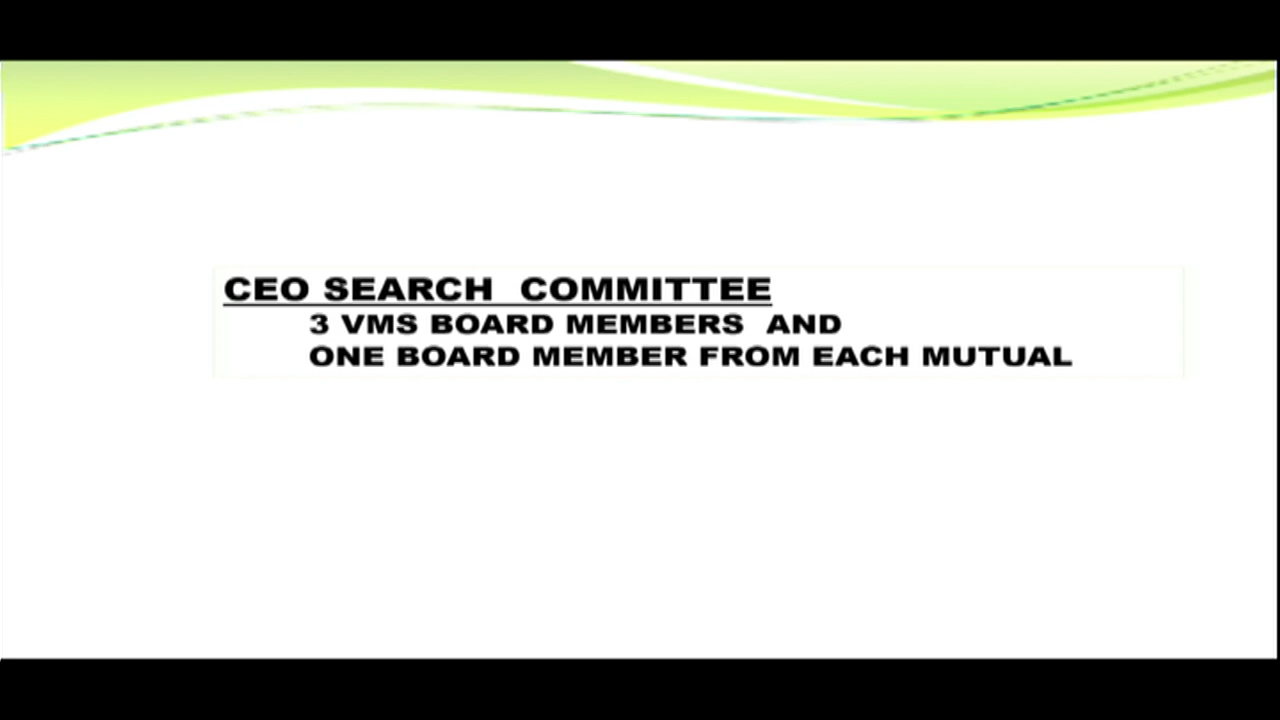 CEO SEARCH  COMMITTEE
3 VMS BOARD MEMBERS  AND
ONE BOARD MEMBER FROM EACH MUTUAL